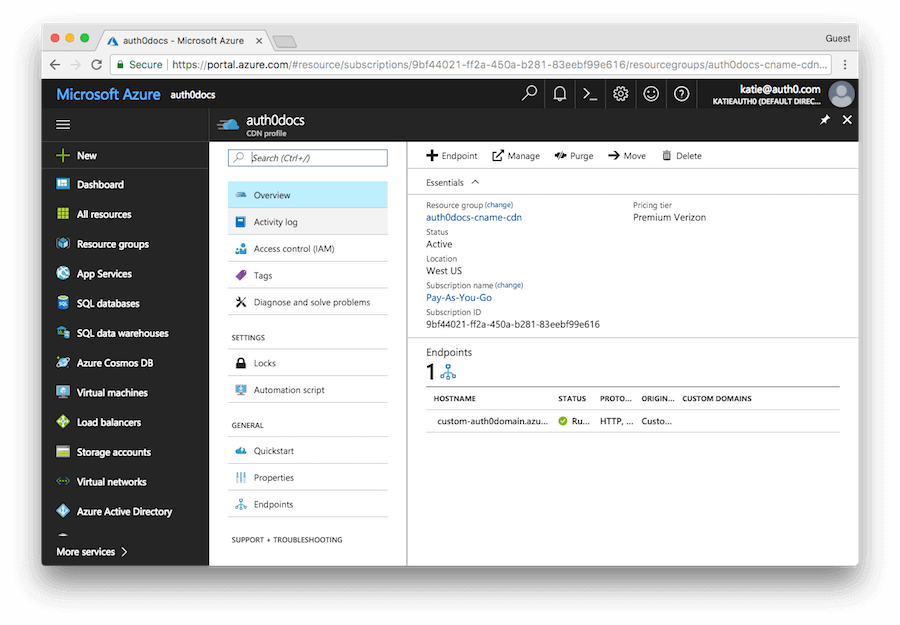 auth0docs - Microsoft Azure
Guest
Secure https://portal.azure.com/#resource/subscriptions/9bf44021-ff2a-450a-b281-83eebf99e616/resourcegroups/auth0docs-cname-cdn...
Microsoft Azure auth0docs
katie@auth0.com
KATIEAUTH0 (DEFAULT DIREC...
auth0docs
CDN profile
New
Dashboard
All resources
Resource groups
App Services
SQL databases
SQL data warehouses
Azure Cosmos DB
Virtual machines
Load balancers
Storage accounts
Virtual networks
Azure Active Directory
More services
Search (Ctrl+/)
Overview
Activity log
Access control (IAM)
Tags
Diagnose and solve problems
SETTINGS
Locks
Automation script
GENERAL
Quickstart
Properties
Endpoints
SUPPORT + TROUBLESHOOTING
Endpoint Manage Purge Move Delete
Essentials
Resource group (change)
auth0docs-cname-cdn
Status
Active
Location
West US
Subscription name (change)
Pay-As-You-Go
Subscription ID
9bf44021-ff2a-450a-b281-83eebf99e616
Pricing tier
Premium Verizon
Endpoints
1
HOSTNAME STATUS PROTO... ORIGIN... CUSTOM DOMAINS
custom-auth0domain.azu... Ru... HTTP, ... Custo...